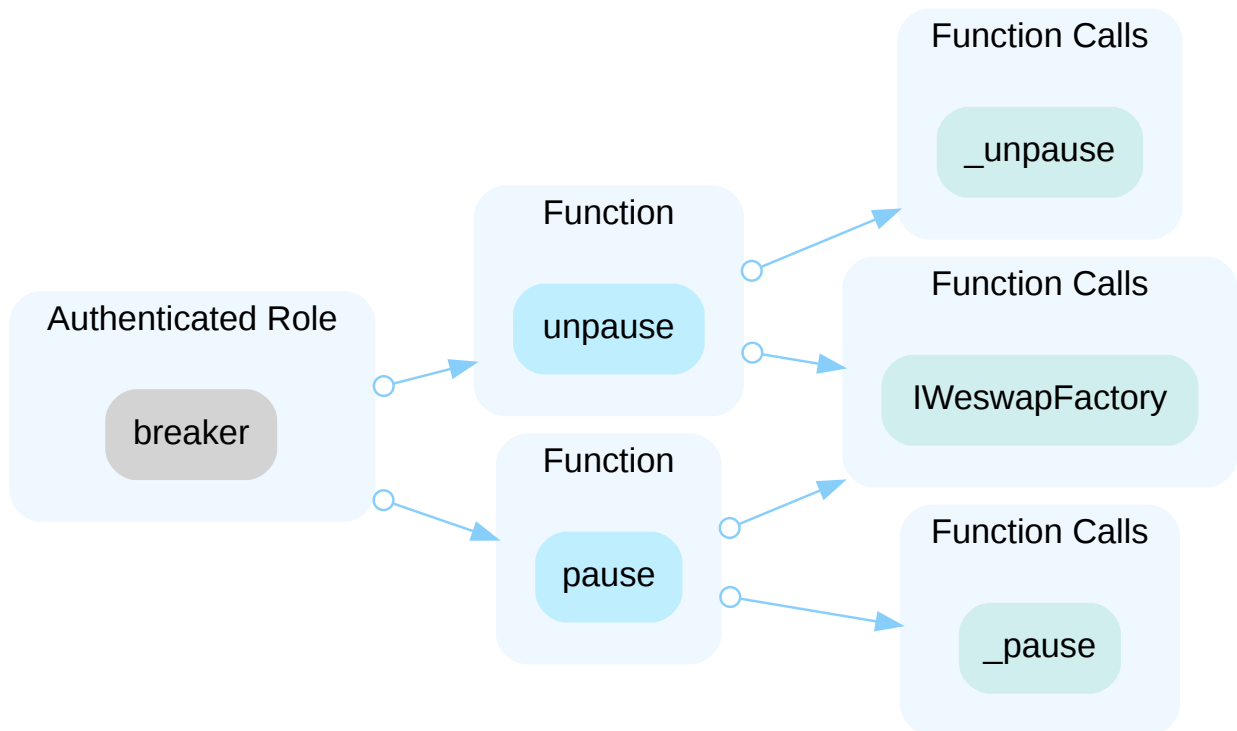 Authenticated Role
breaker
Function
unpause
Function
pause
Function Calls
_unpause
Function Calls
IWeswapFactory
Function Calls
_pause